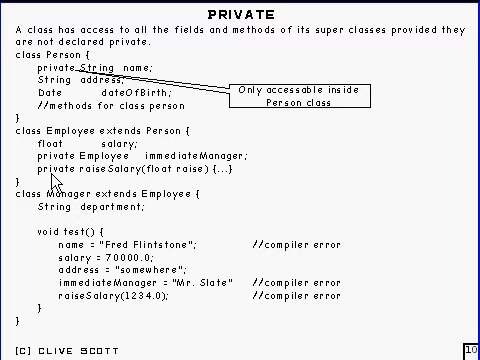 PRIVATE
A class has access to all the fields and methods of its super classes provided they
are not declared private.
class Person {
private String name;
String address;
Date dateOfBirth;
//methods for class person
}
Only accessable inside
Person class
class Employee extends Person {
float salary;
private Employee immediateManager;
private raiseSalary(float raise) {...}
}
class Manager extends Employee {
String department;
void test() {
name = "Fred Flintstone"; //compiler error
salary = 70000.0;
address = "somewhere";
immediateManager = "Mr. Slate" //compiler error
raiseSalary(1234.0); //compiler error
}
}
[C] CLIVE SCOTT
10